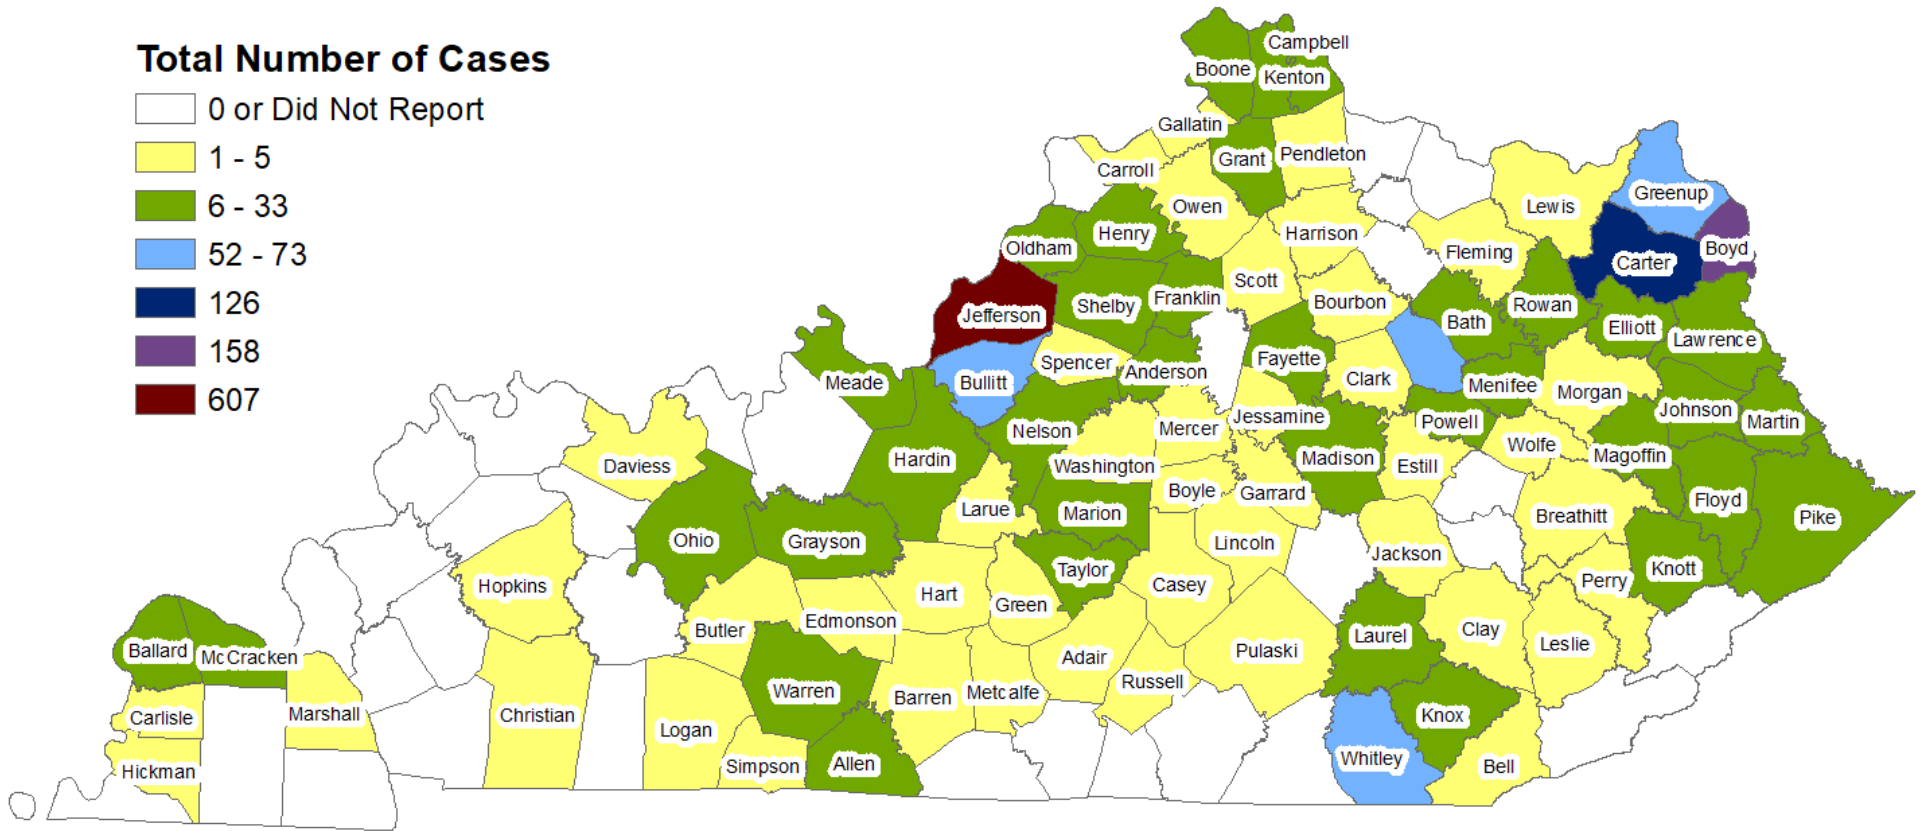 Total Number of Cases
0 or Did Not Report
1 - 5
6 - 33
52 - 73
126
158
607
Campbell
Boone
Kenton
Gallatin
Grant
Pendleton
Carroll
Owen
Lewis
Greenup
Henry
Harrison
Oldham
Fleming
Boyd
Carter
Scott
Shelby
Franklin
Bourbon
Rowan
Jefferson
Bath
Elliott
Lawrence
Spencer
Fayette
Anderson
Bullitt
Meade
Clark
Menifee
Morgan
Johnson
Martin
Jessamine
Powell
Nelson
Mercer
Wolfe
Magoffin
Hardin
Washington
Madison
Estill
Daviess
Boyle
Garrard
Floyd
Larue
Marion
Breathitt
Pike
Ohio
Grayson
Lincoln
Jackson
Taylor
Knott
Hopkins
Hart
Green
Casey
Perry
Butler
Edmonson
Clay
Laurel
Leslie
Ballard
McCracken
Adair
Pulaski
Russell
Warren
Barren
Metcalfe
Carlisle
Marshall
Christian
Logan
Knox
Whitley
Hickman
Simpson
Allen
Bell